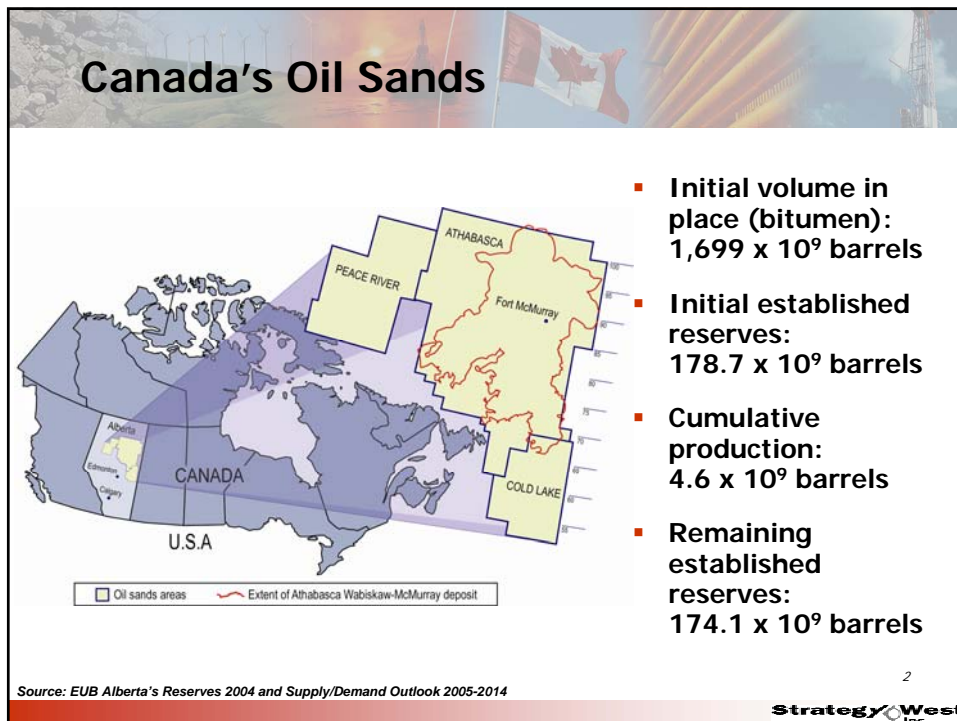 Canada's Oil Sands
▪ Initial volume in
place (bitumen):
1,699 x 10⁹ barrels
▪ Initial established
reserves:
178.7 x 10⁹ barrels
▪ Cumulative
production:
4.6 x 10⁹ barrels
▪ Remaining
established
reserves:
174.1 x 10⁹ barrels
ATHABASCA
PEACE RIVER
Fort McMurray
COLD LAKE
Alberta
Edmonton
Calgary
CANADA
U.S.A
Oil sands areas
Extent of Athabasca Wabiskaw-McMurray deposit
2
Source: EUB Alberta's Reserves 2004 and Supply/Demand Outlook 2005-2014
Strategy West
Inc.